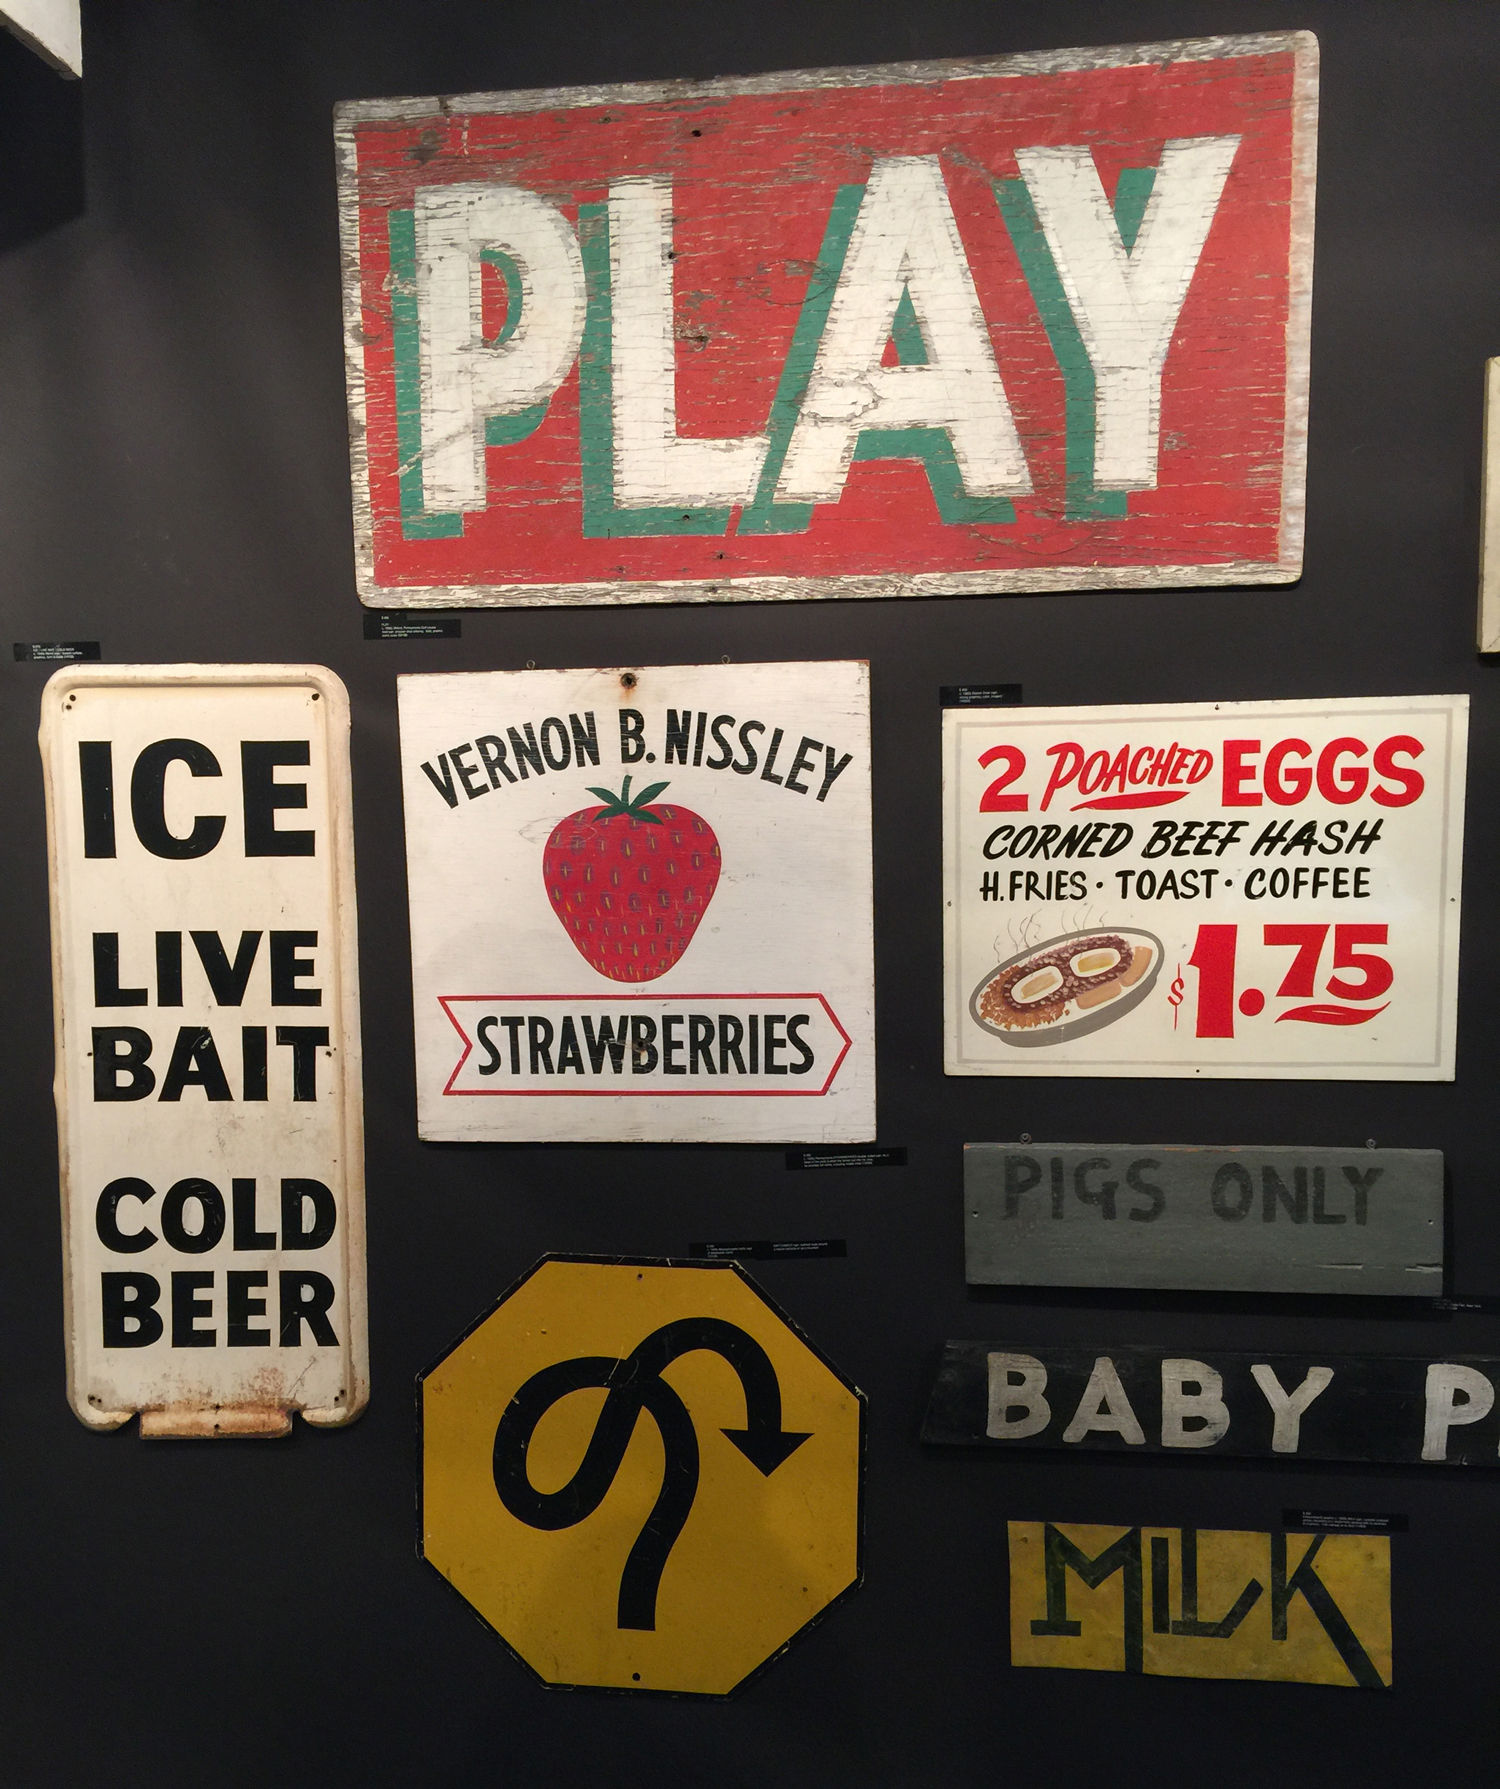 PLAY
ICE
LIVE
BAIT
COLD
BEER
VERNON B. NISSLEY
STRAWBERRIES
2 POACHED EGGS
CORNED BEEF HASH
H. FRIES · TOAST · COFFEE
$1.75
PIGS ONLY
BABY P
MILK